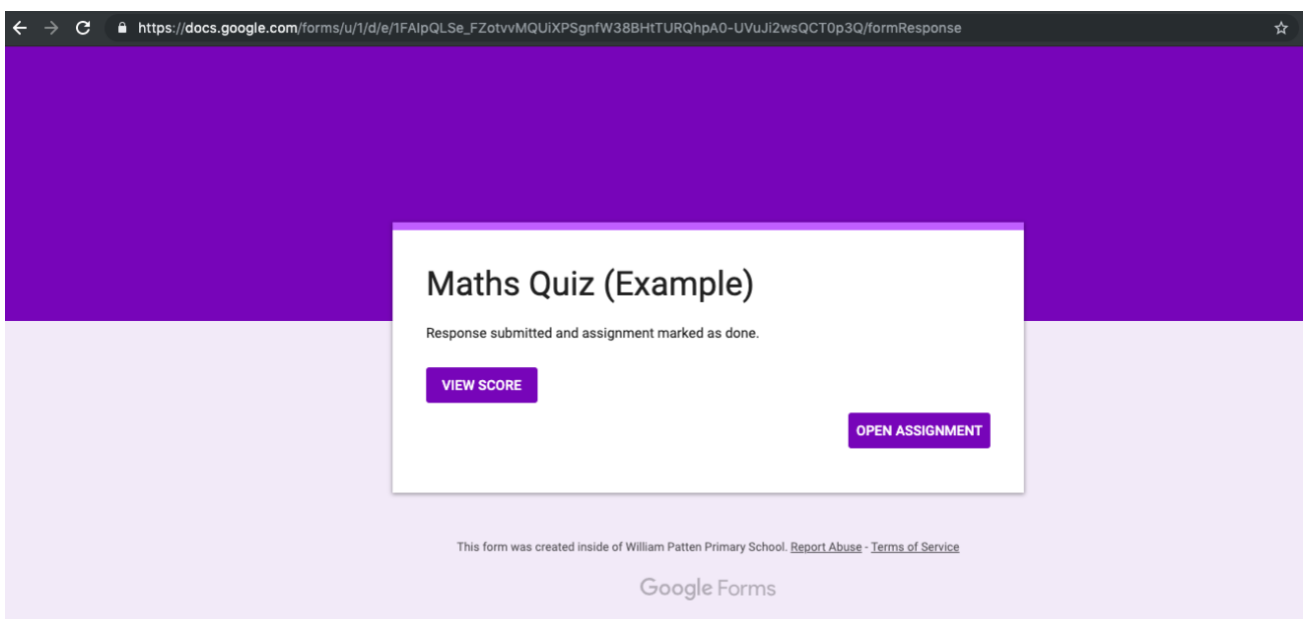 https://docs.google.com/forms/u/1/d/e/1FAIpQLSe_FZotvvMQUiXPSgnfW38BHtTURQhpA0-UVuJi2wsQCT0p3Q/formResponse
Maths Quiz (Example)
Response submitted and assignment marked as done.
VIEW SCORE
OPEN ASSIGNMENT
This form was created inside of William Patten Primary School. Report Abuse - Terms of Service
Google Forms